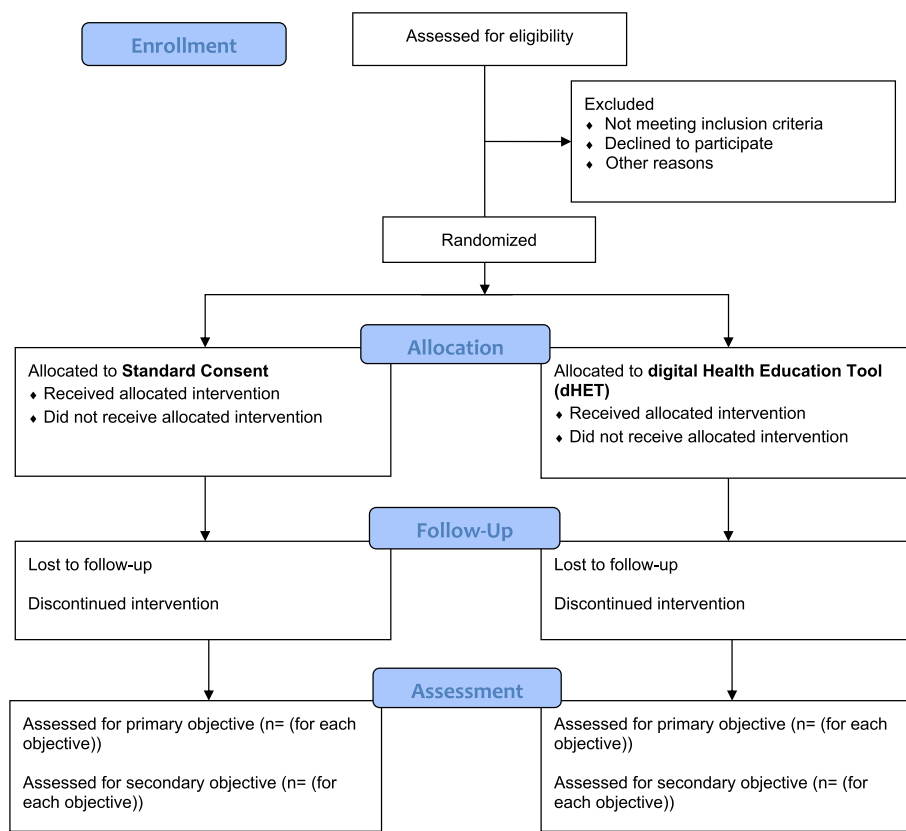 Enrollment
Assessed for eligibility
Excluded
♦ Not meeting inclusion criteria
♦ Declined to participate
♦ Other reasons
Randomized
Allocation
Allocated to Standard Consent
♦ Received allocated intervention
♦ Did not receive allocated intervention
Allocated to digital Health Education Tool
(dHET)
♦ Received allocated intervention
♦ Did not receive allocated intervention
Follow-Up
Lost to follow-up
Discontinued intervention
Lost to follow-up
Discontinued intervention
Assessment
Assessed for primary objective (n= (for each
objective))
Assessed for secondary objective (n= (for
each objective))
Assessed for primary objective (n= (for each
objective))
Assessed for secondary objective (n= (for
each objective))